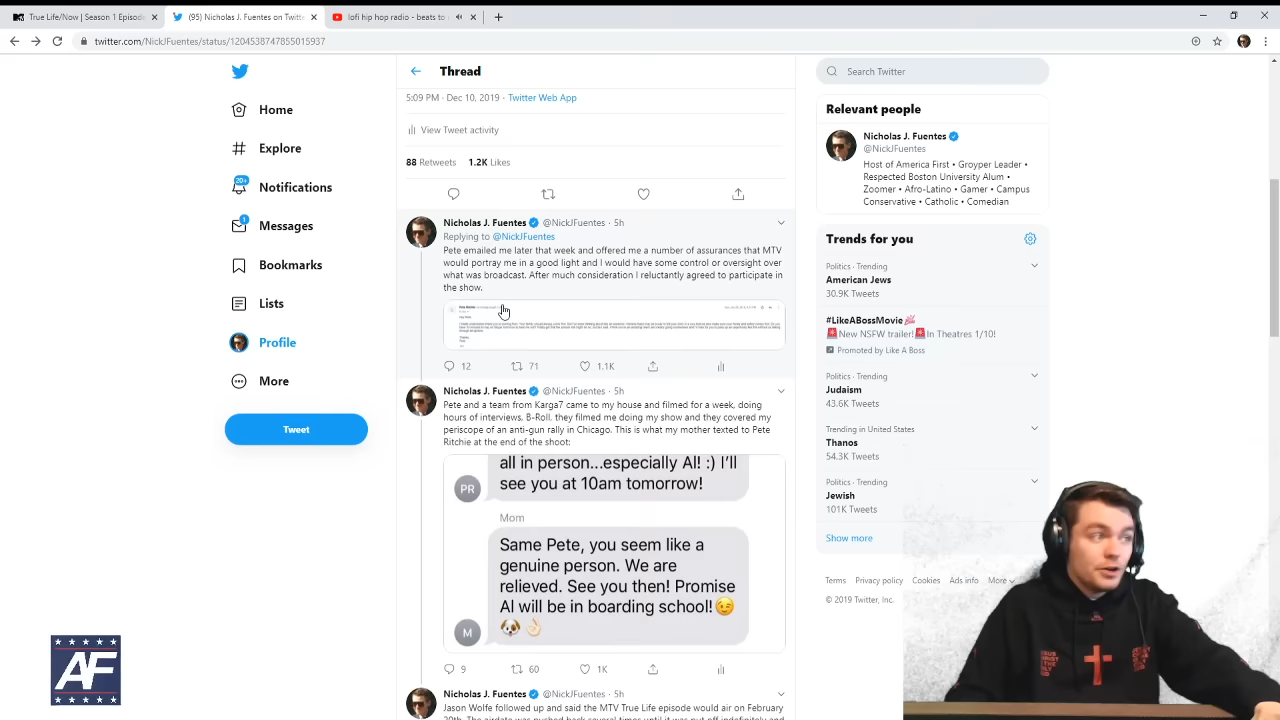 True Life/Now | Season 1 Episode
(95) Nicholas J. Fuentes on Twitte
lofi hip hop radio - beats to
twitter.com/NickJFuentes/status/1204538747855015937
Thread
Search Twitter
5:09 PM · Dec 10, 2019 · Twitter Web App
View Tweet activity
88 Retweets 1.2K Likes
Home
Explore
20+
Notifications
1
Messages
Bookmarks
Lists
Profile
More
Tweet
Nicholas J. Fuentes @NickJFuentes · 5h
Replying to @NickJFuentes
Pete emailed me later that week and offered me a number of assurances that MTV
would portray me in a good light and I would have some control or oversight over
what was broadcast. After much consideration I reluctantly agreed to participate in
the show.
12 71 1.1K
Nicholas J. Fuentes @NickJFuentes · 5h
Pete and a team from Karga7 came to my house and filmed for a week, doing
hours of interviews, B-Roll, they filmed me doing my show and they covered my
periscope of an anti-gun rally in Chicago. This is what my mother texted to Pete
Ritchie at the end of the shoot:
all in person...especially Al! :) I'll
see you at 10am tomorrow!
PR
Mom
Same Pete, you seem like a
genuine person. We are
relieved. See you then! Promise
Al will be in boarding school!😉
🐶👌🏻
M
9 60 1K
Nicholas J. Fuentes @NickJFuentes · 5h
Jason Wolfe followed up and said the MTV True Life episode would air on February
20th. The airdate was pushed back several times until it was put off indefinitely and
Relevant people
Nicholas J. Fuentes
@NickJFuentes
Host of America First • Groyper Leader •
Respected Boston University Alum •
Zoomer • Afro-Latino • Gamer • Campus
Conservative • Catholic • Comedian
Trends for you
Politics · Trending
American Jews
30.9K Tweets
#LikeABossMovie
🚨New NSFW trailer!🚨In Theatres 1/10!
Promoted by Like A Boss
Politics · Trending
Judaism
43.6K Tweets
Trending in United States
Thanos
54.3K Tweets
Politics · Trending
Jewish
101K Tweets
Show more
Terms Privacy policy Cookies Ads info More
© 2019 Twitter, Inc.
AF